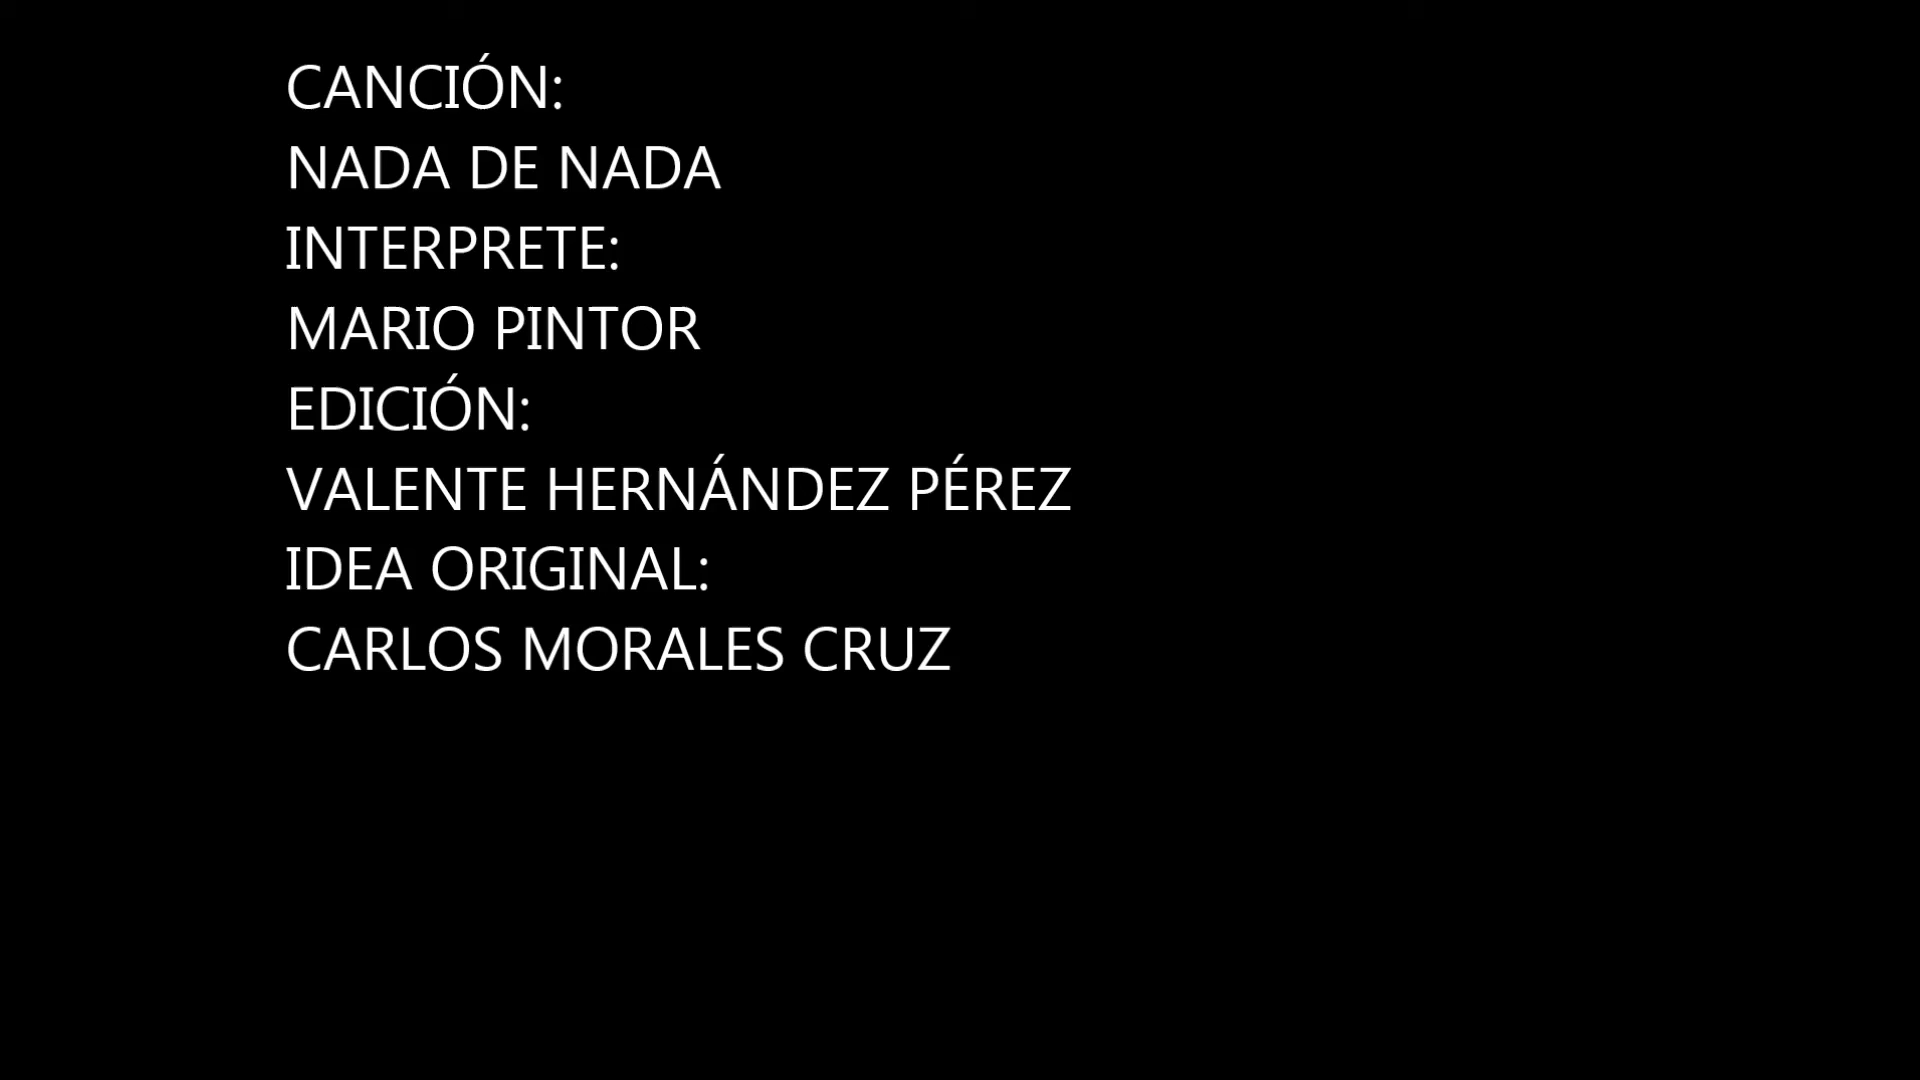 CANCIÓN:
NADA DE NADA
INTERPRETE:
MARIO PINTOR
EDICIÓN:
VALENTE HERNÁNDEZ PÉREZ
IDEA ORIGINAL:
CARLOS MORALES CRUZ